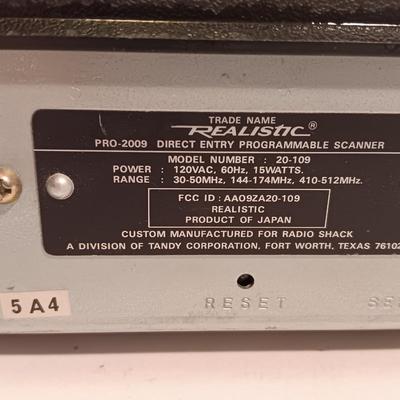 TRADE NAME
REALISTIC®
PRO-2009 DIRECT ENTRY PROGRAMMABLE SCANNER
MODEL NUMBER : 20-109
POWER : 120VAC, 60Hz, 15WATTS.
RANGE : 30-50MHz, 144-174MHz, 410-512MHz.
FCC ID : AAO9ZA20-109
REALISTIC
PRODUCT OF JAPAN
CUSTOM MANUFACTURED FOR RADIO SHACK
A DIVISION OF TANDY CORPORATION, FORT WORTH, TEXAS 76102
5A4
RESET